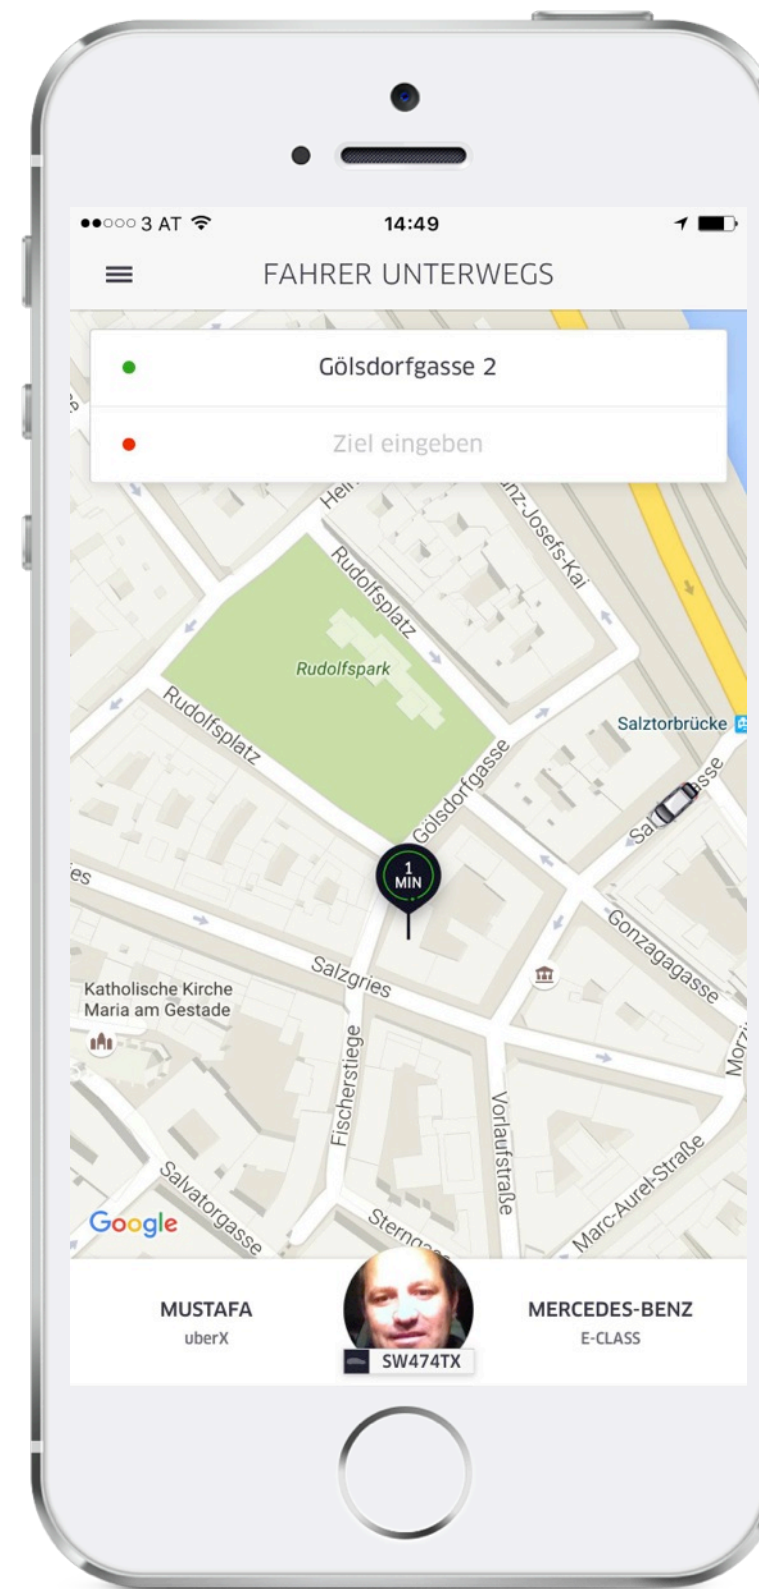 3 AT
14:49
FAHRER UNTERWEGS
Gölsdorfgasse 2
Ziel eingeben
Rudolfsplatz
Rudolfspark
Rudolfsplatz
Salztorbrücke
Gölsdorfgasse
1
MIN
Gonzagagasse
Salzgries
Katholische Kirche
Maria am Gestade
Fischerstiege
Vorlaufstraße
Marc-Aurel-Straße
Salvatorgasse
Google
MUSTAFA
uberX
MERCEDES-BENZ
E-CLASS
SW474TX